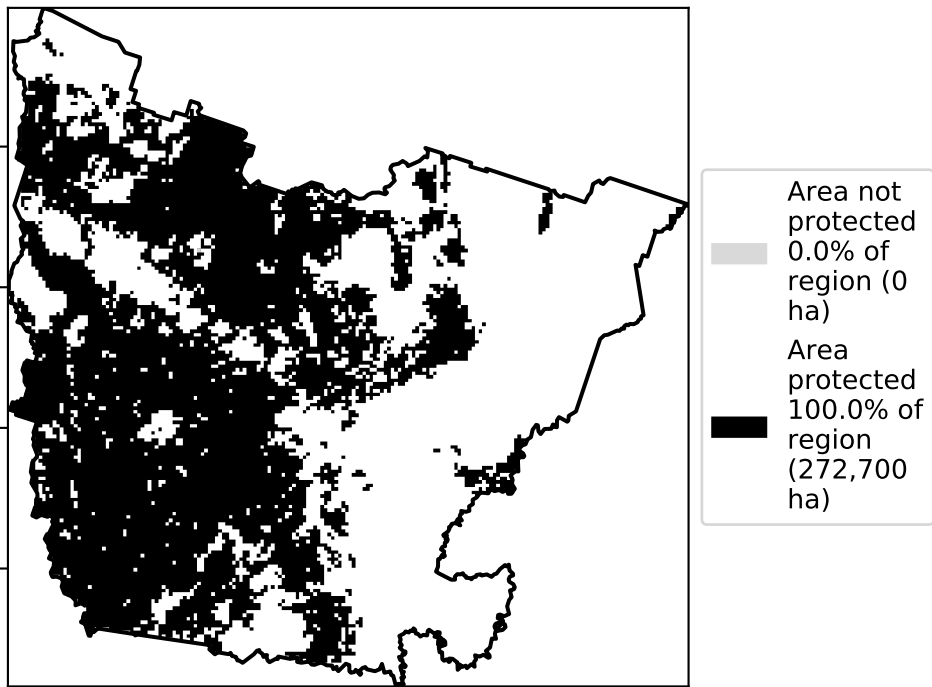 Area not
protected
0.0% of
region (0
ha)
Area
protected
100.0% of
region
(272,700
ha)